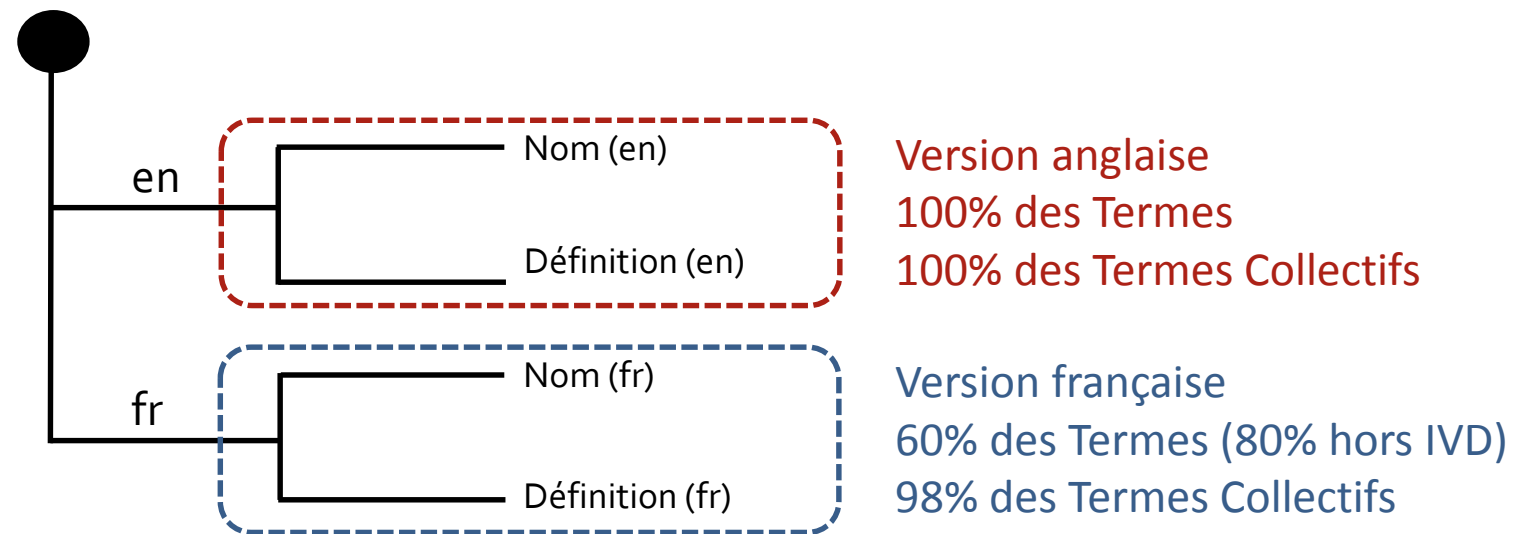 en
Nom (en)
Définition (en)
Version anglaise
100% des Termes
100% des Termes Collectifs
fr
Nom (fr)
Définition (fr)
Version française
60% des Termes (80% hors IVD)
98% des Termes Collectifs